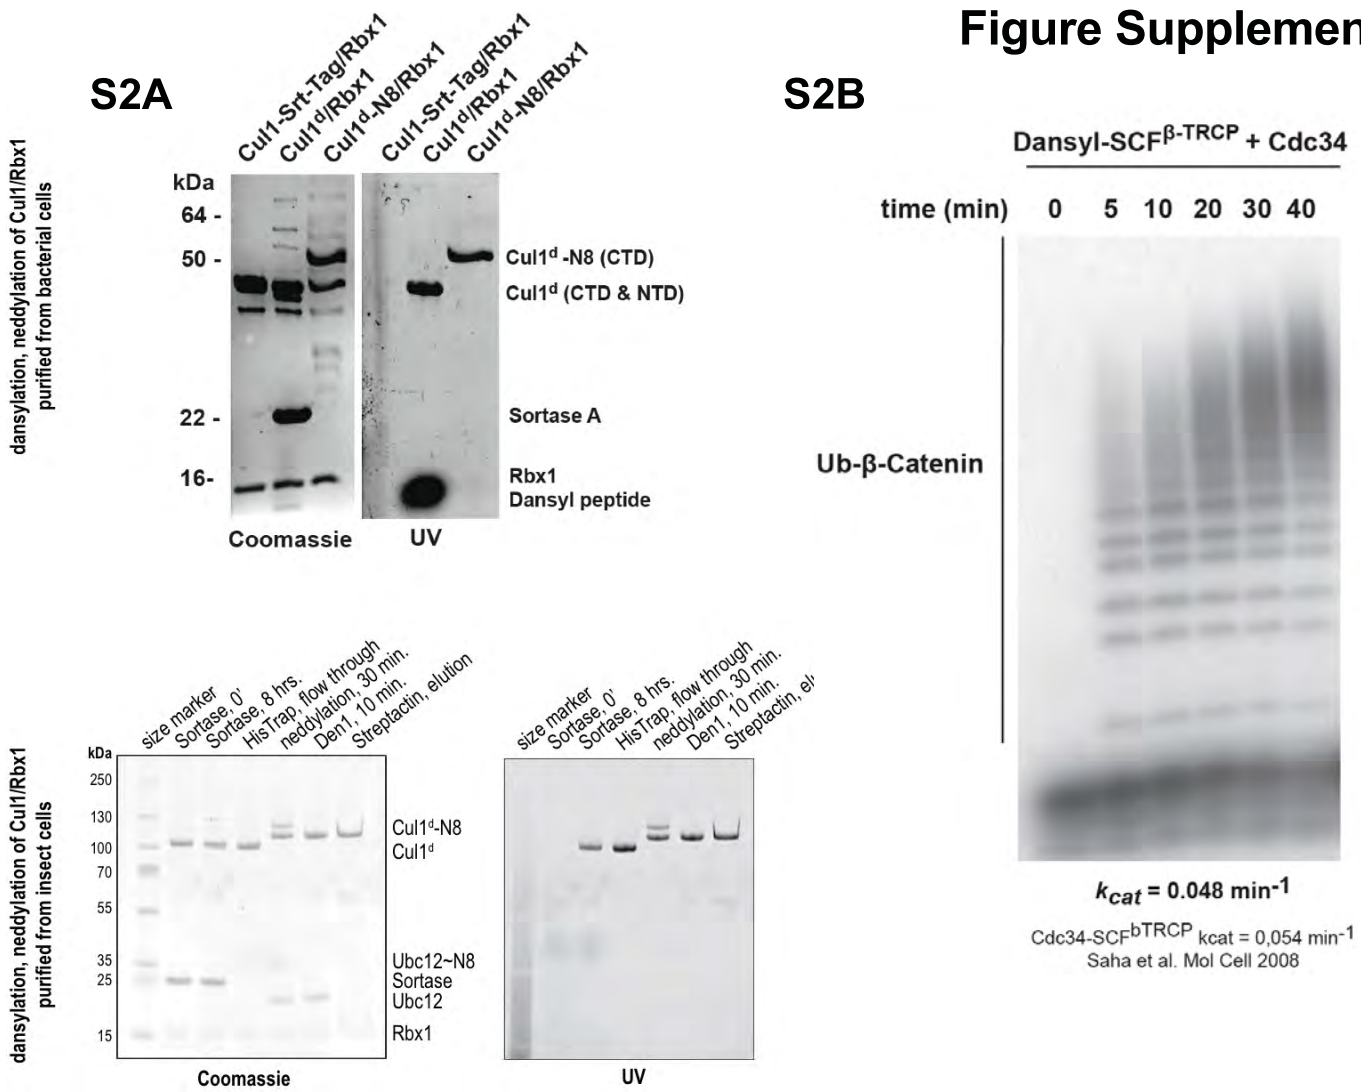 Figure Supplemen
S2A
dansylation, neddylation of Cul1/Rbx1
purified from bacterial cells
Cul1-Srt-Tag/Rbx1
Cul1ᵈ/Rbx1
Cul1ᵈ-N8/Rbx1
Cul1-Srt-Tag/Rbx1
Cul1ᵈ/Rbx1
Cul1ᵈ-N8/Rbx1
kDa
64 -
50 -
22 -
16-
Cul1ᵈ -N8 (CTD)
Cul1ᵈ (CTD & NTD)
Sortase A
Rbx1
Dansyl peptide
Coomassie
UV
S2B
Dansyl-SCFᵝ⁻ᵀᴿᶜᴾ + Cdc34
time (min) 0 5 10 20 30 40
Ub-β-Catenin
kcat = 0.048 min⁻¹
Cdc34-SCFbTRCP kcat = 0,054 min⁻¹
Saha et al. Mol Cell 2008
dansylation, neddylation of Cul1/Rbx1
purified from insect cells
size marker
Sortase, 0'
Sortase, 8 hrs.
HisTrap, flow through
neddylation, 30 min.
Den1, 10 min.
Streptactin, elution
kDa
250
130
100
70
55
35
25
15
Cul1ᵈ-N8
Cul1ᵈ
Ubc12~N8
Sortase
Ubc12
Rbx1
Coomassie
size marker
Sortase, 0'
Sortase, 8 hrs.
HisTrap, flow through
neddylation, 30 min.
Den1, 10 min.
Streptactin, elu
UV